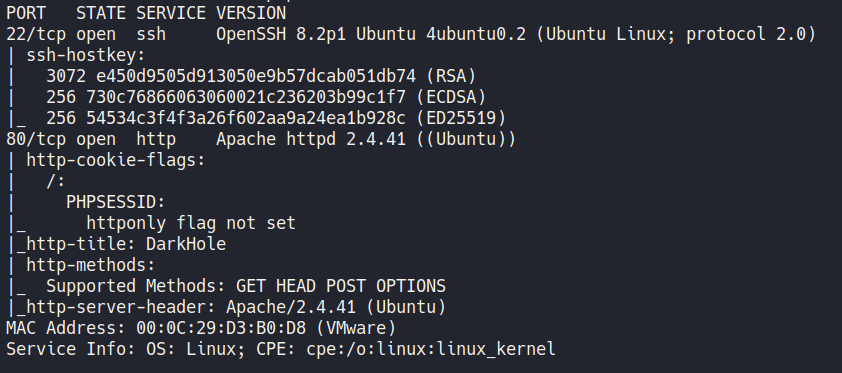 PORT   STATE SERVICE VERSION
22/tcp open  ssh     OpenSSH 8.2p1 Ubuntu 4ubuntu0.2 (Ubuntu Linux; protocol 2.0)
| ssh-hostkey:
|   3072 e450d9505d913050e9b57dcab051db74 (RSA)
|   256 730c76866063060021c236203b99c1f7 (ECDSA)
|_  256 54534c3f4f3a26f602aa9a24ea1b928c (ED25519)
80/tcp open  http    Apache httpd 2.4.41 ((Ubuntu))
| http-cookie-flags:
|   /:
|     PHPSESSID:
|_      httponly flag not set
|_http-title: DarkHole
| http-methods:
|_  Supported Methods: GET HEAD POST OPTIONS
|_http-server-header: Apache/2.4.41 (Ubuntu)
MAC Address: 00:0C:29:D3:B0:D8 (VMware)
Service Info: OS: Linux; CPE: cpe:/o:linux:linux_kernel